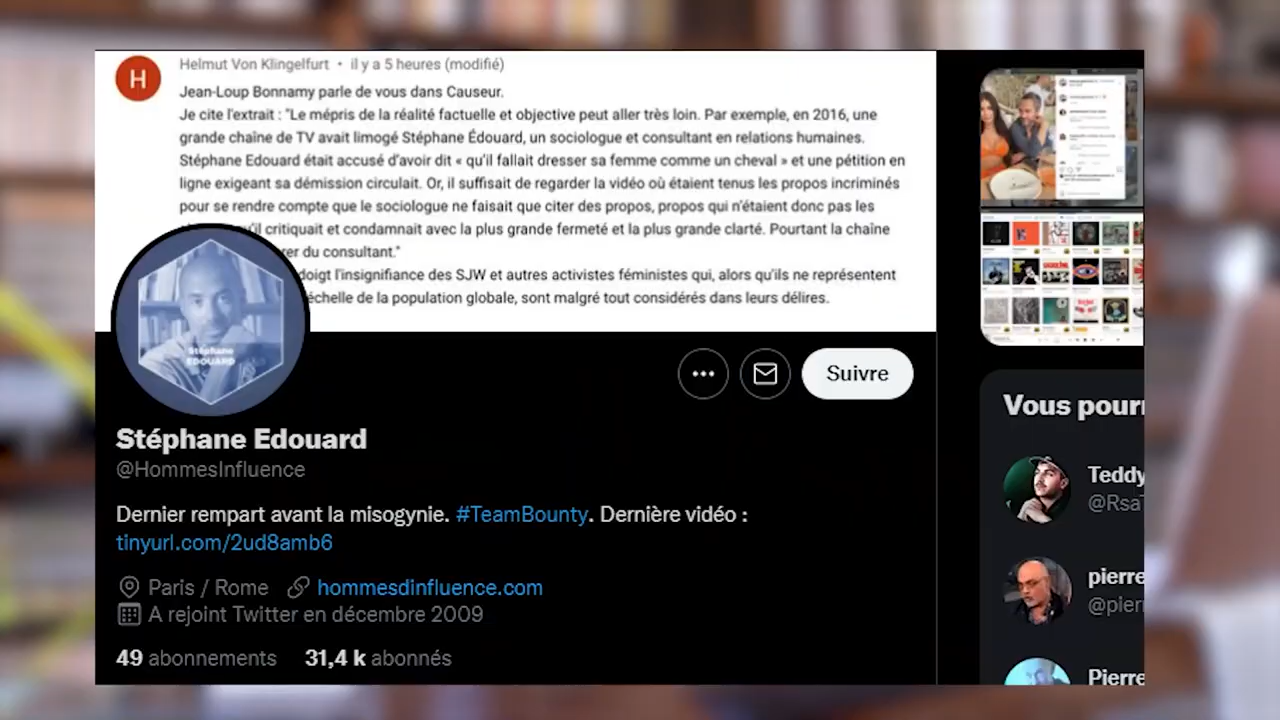 H
Helmut Von Klingelfurt • il y a 5 heures (modifié)
Jean-Loup Bonnamy parle de vous dans Causeur.
Je cite l'extrait : "Le mépris de la réalité factuelle et objective peut aller très loin. Par exemple, en 2016, une
grande chaîne de TV avait limogé Stéphane Édouard, un sociologue et consultant en relations humaines.
Stéphane Edouard était accusé d'avoir dit « qu'il fallait dresser sa femme comme un cheval » et une pétition en
ligne exigeant sa démission circulait. Or, il suffisait de regarder la vidéo où étaient tenus les propos incriminés
pour se rendre compte que le sociologue ne faisait que citer des propos, propos qui n'étaient donc pas les
qu'il critiquait et condamnait avec la plus grande fermeté et la plus grande clarté. Pourtant la chaîne
du consultant."
doigt l'insignifiance des SJW et autres activistes féministes qui, alors qu'ils ne représentent
échelle de la population globale, sont malgré tout considérés dans leurs délires.
Stéphane
EDOUARD
Suivre
Stéphane Edouard
@HommesInfluence
Dernier rempart avant la misogynie. #TeamBounty. Dernière vidéo :
tinyurl.com/2ud8amb6
Paris / Rome hommesdinfluence.com
A rejoint Twitter en décembre 2009
49 abonnements 31,4 k abonnés
Vous pourr
Teddy
@RsaT
pierre
@pier
Pierre